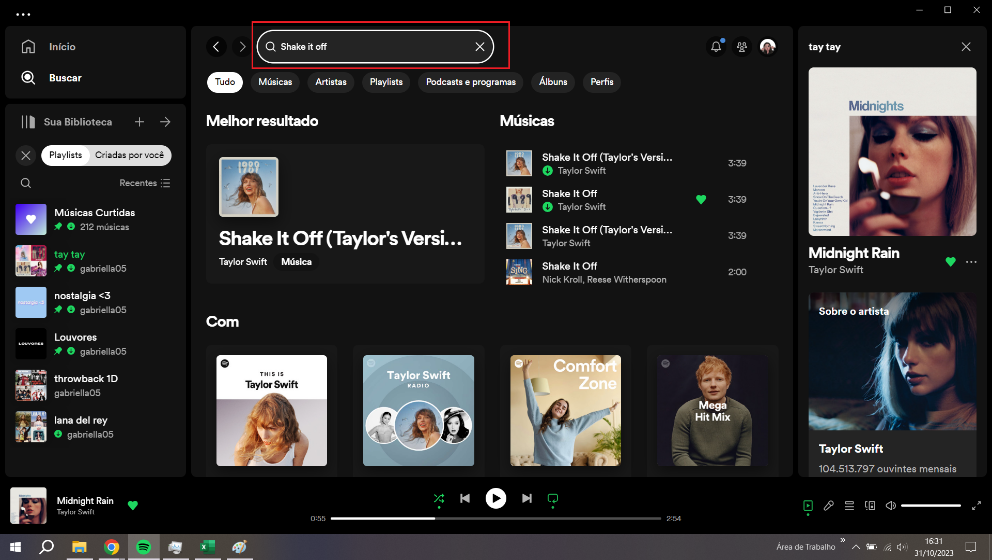 Início
Buscar
Sua Biblioteca
Playlists
Criadas por você
Recentes
Músicas Curtidas
212 músicas
tay tay
gabriella05
nostalgia <3
gabriella05
Louvores
gabriella05
throwback 1D
gabriella05
lana del rey
gabriella05
Shake it off
Tudo
Músicas
Artistas
Playlists
Podcasts e programas
Álbuns
Perfis
Melhor resultado
Shake It Off (Taylor's Versi...
Taylor Swift
Música
Músicas
Shake It Off (Taylor's Versi...
Taylor Swift
3:39
Shake It Off
Taylor Swift
3:39
Shake It Off (Taylor's Versi...
Taylor Swift
3:39
Shake It Off
Nick Kroll, Reese Witherspoon
2:00
Com
THIS IS
Taylor Swift
Taylor Swift
RADIO
Comfort
Zone
Mega
Hit Mix
tay tay
Midnights
Midnight Rain
Taylor Swift
Sobre o artista
Taylor Swift
104.513.797 ouvintes mensais
Midnight Rain
Taylor Swift
0:55
2:54
Área de Trabalho
16:31
31/10/2023